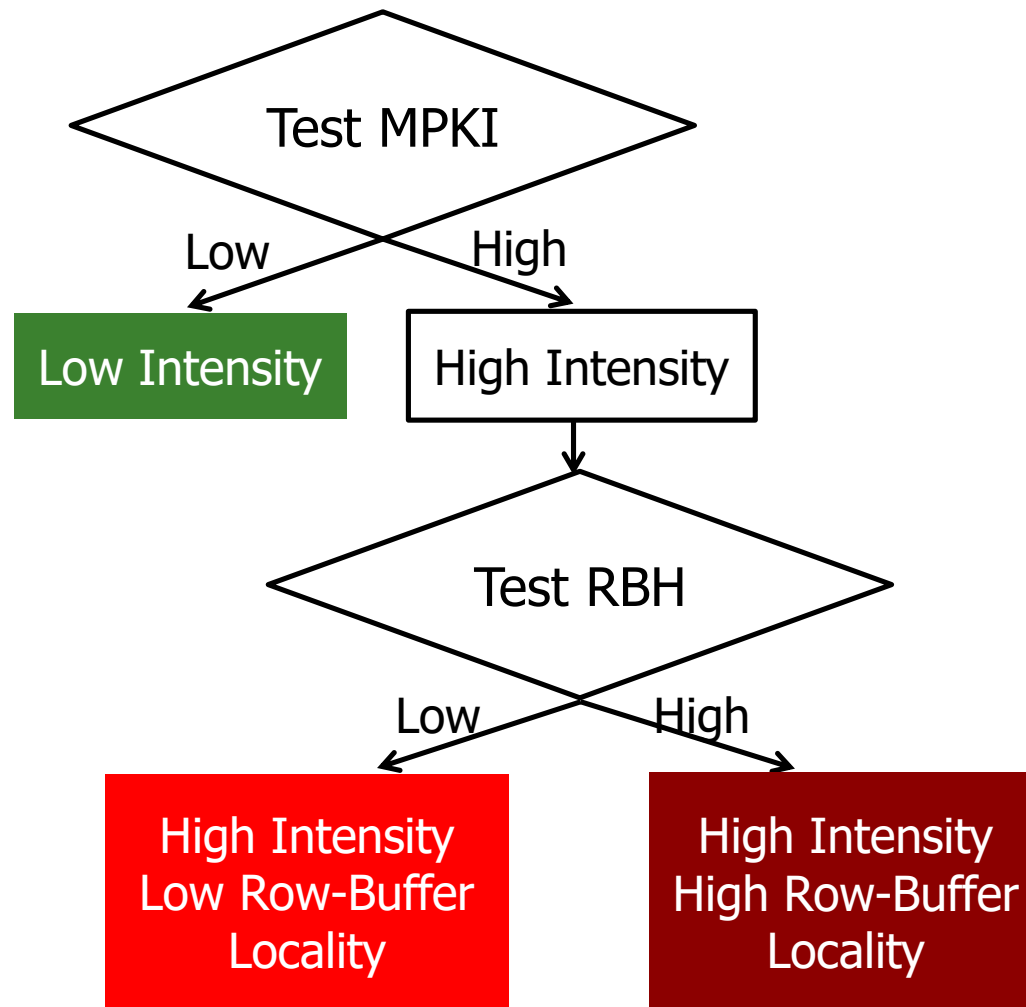 Test MPKI
Low
High
Low Intensity
High Intensity
Test RBH
Low
High
High Intensity
Low Row-Buffer
Locality
High Intensity
High Row-Buffer
Locality